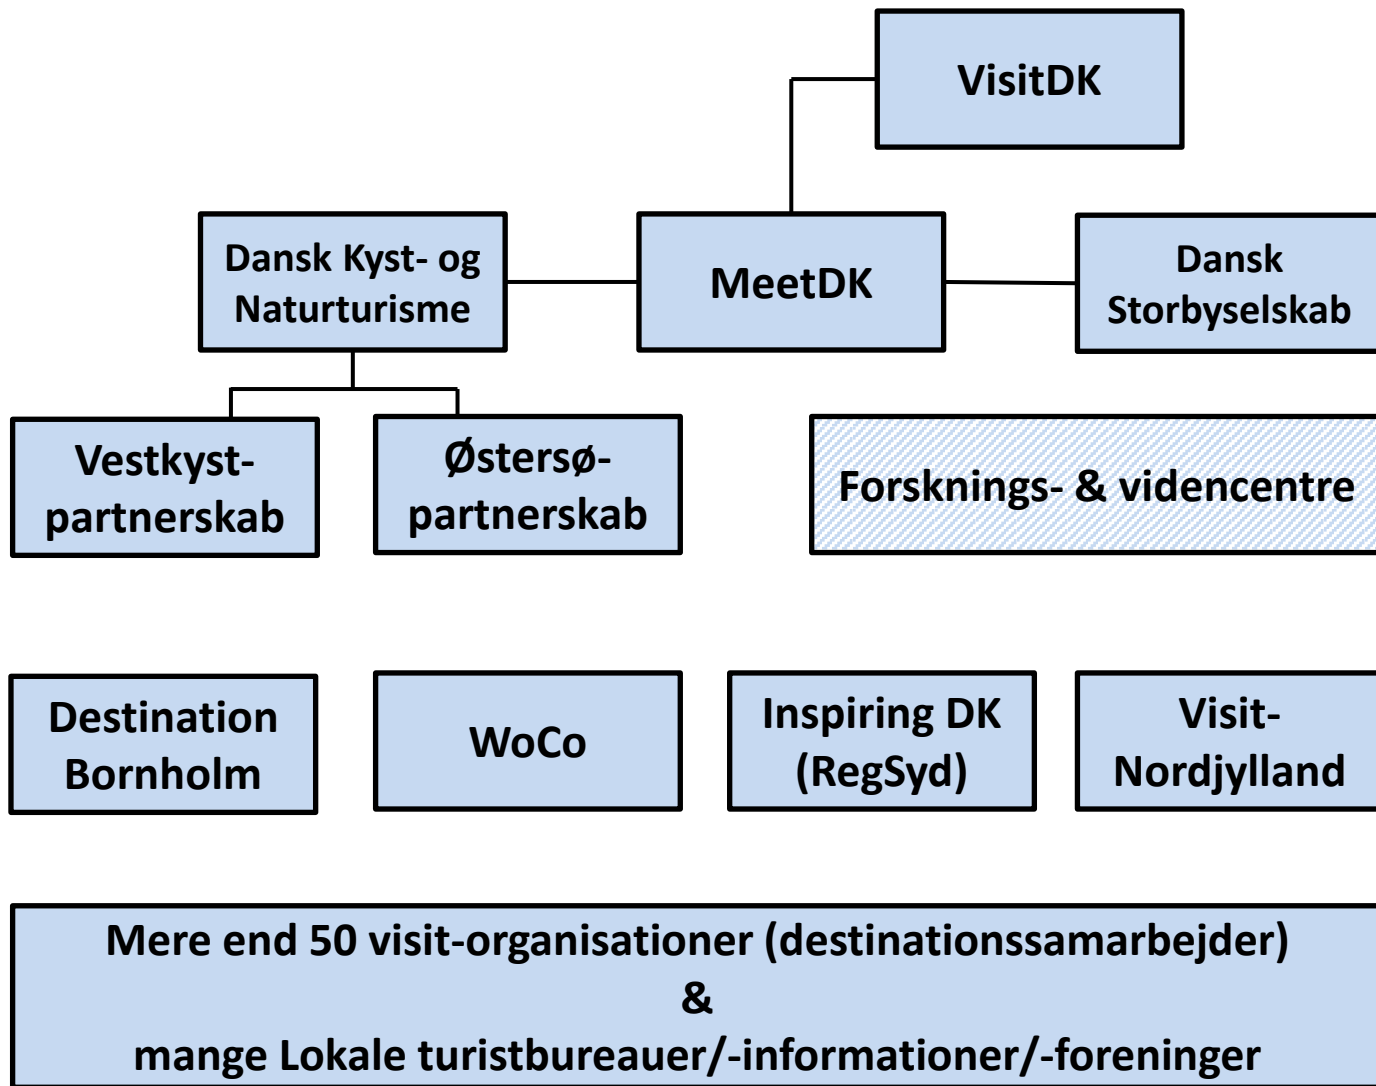 VisitDK
Dansk Kyst- og
Naturturisme
MeetDK
Dansk
Storbyselskab
Vestkyst-
partnerskab
Østersø-
partnerskab
Forsknings- & videncentre
Destination
Bornholm
WoCo
Inspiring DK
(RegSyd)
Visit-
Nordjylland
Mere end 50 visit-organisationer (destinationssamarbejder)
&
mange Lokale turistbureauer/-informationer/-foreninger